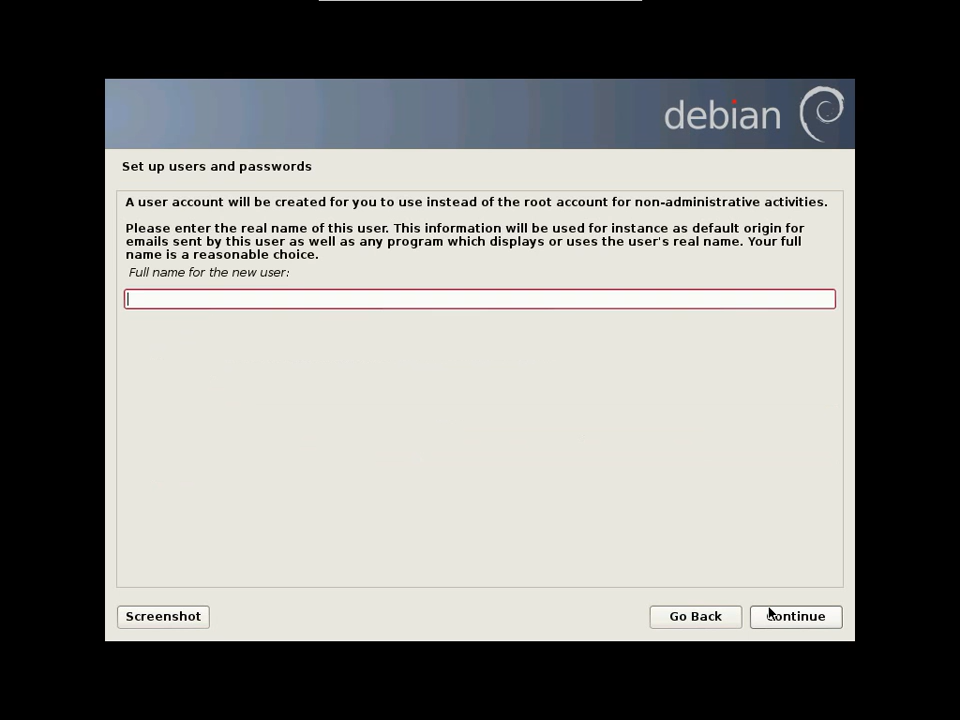 debian
Set up users and passwords
A user account will be created for you to use instead of the root account for non-administrative activities.
Please enter the real name of this user. This information will be used for instance as default origin for
emails sent by this user as well as any program which displays or uses the user's real name. Your full
name is a reasonable choice.
Full name for the new user:
Screenshot
Go Back
Continue